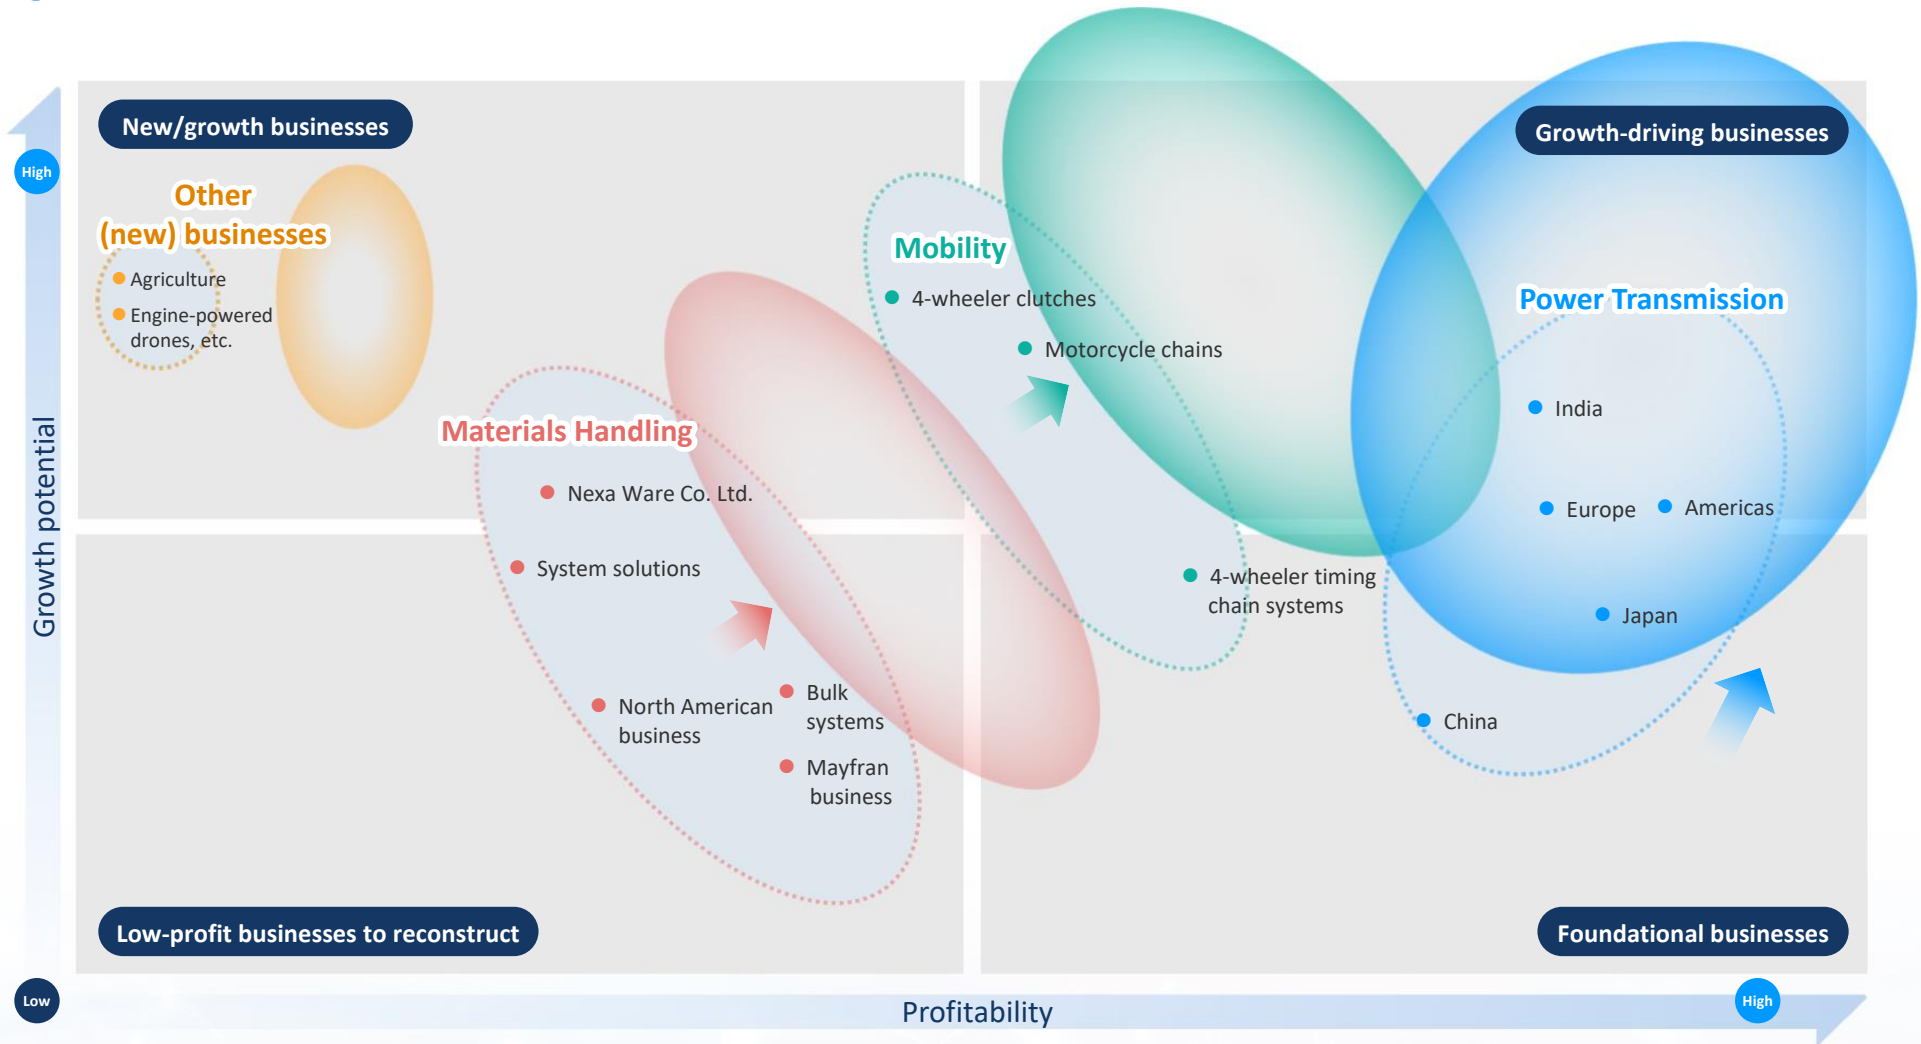 New/growth businesses
Growth-driving businesses
High
Other
(new) businesses
Agriculture
Engine-powered
drones, etc.
Mobility
4-wheeler clutches
Motorcycle chains
Power Transmission
India
Europe
Americas
Japan
China
Materials Handling
Nexa Ware Co. Ltd.
System solutions
4-wheeler timing
chain systems
North American
business
Bulk
systems
Mayfran
business
Growth potential
Low-profit businesses to reconstruct
Foundational businesses
Low
Profitability
High